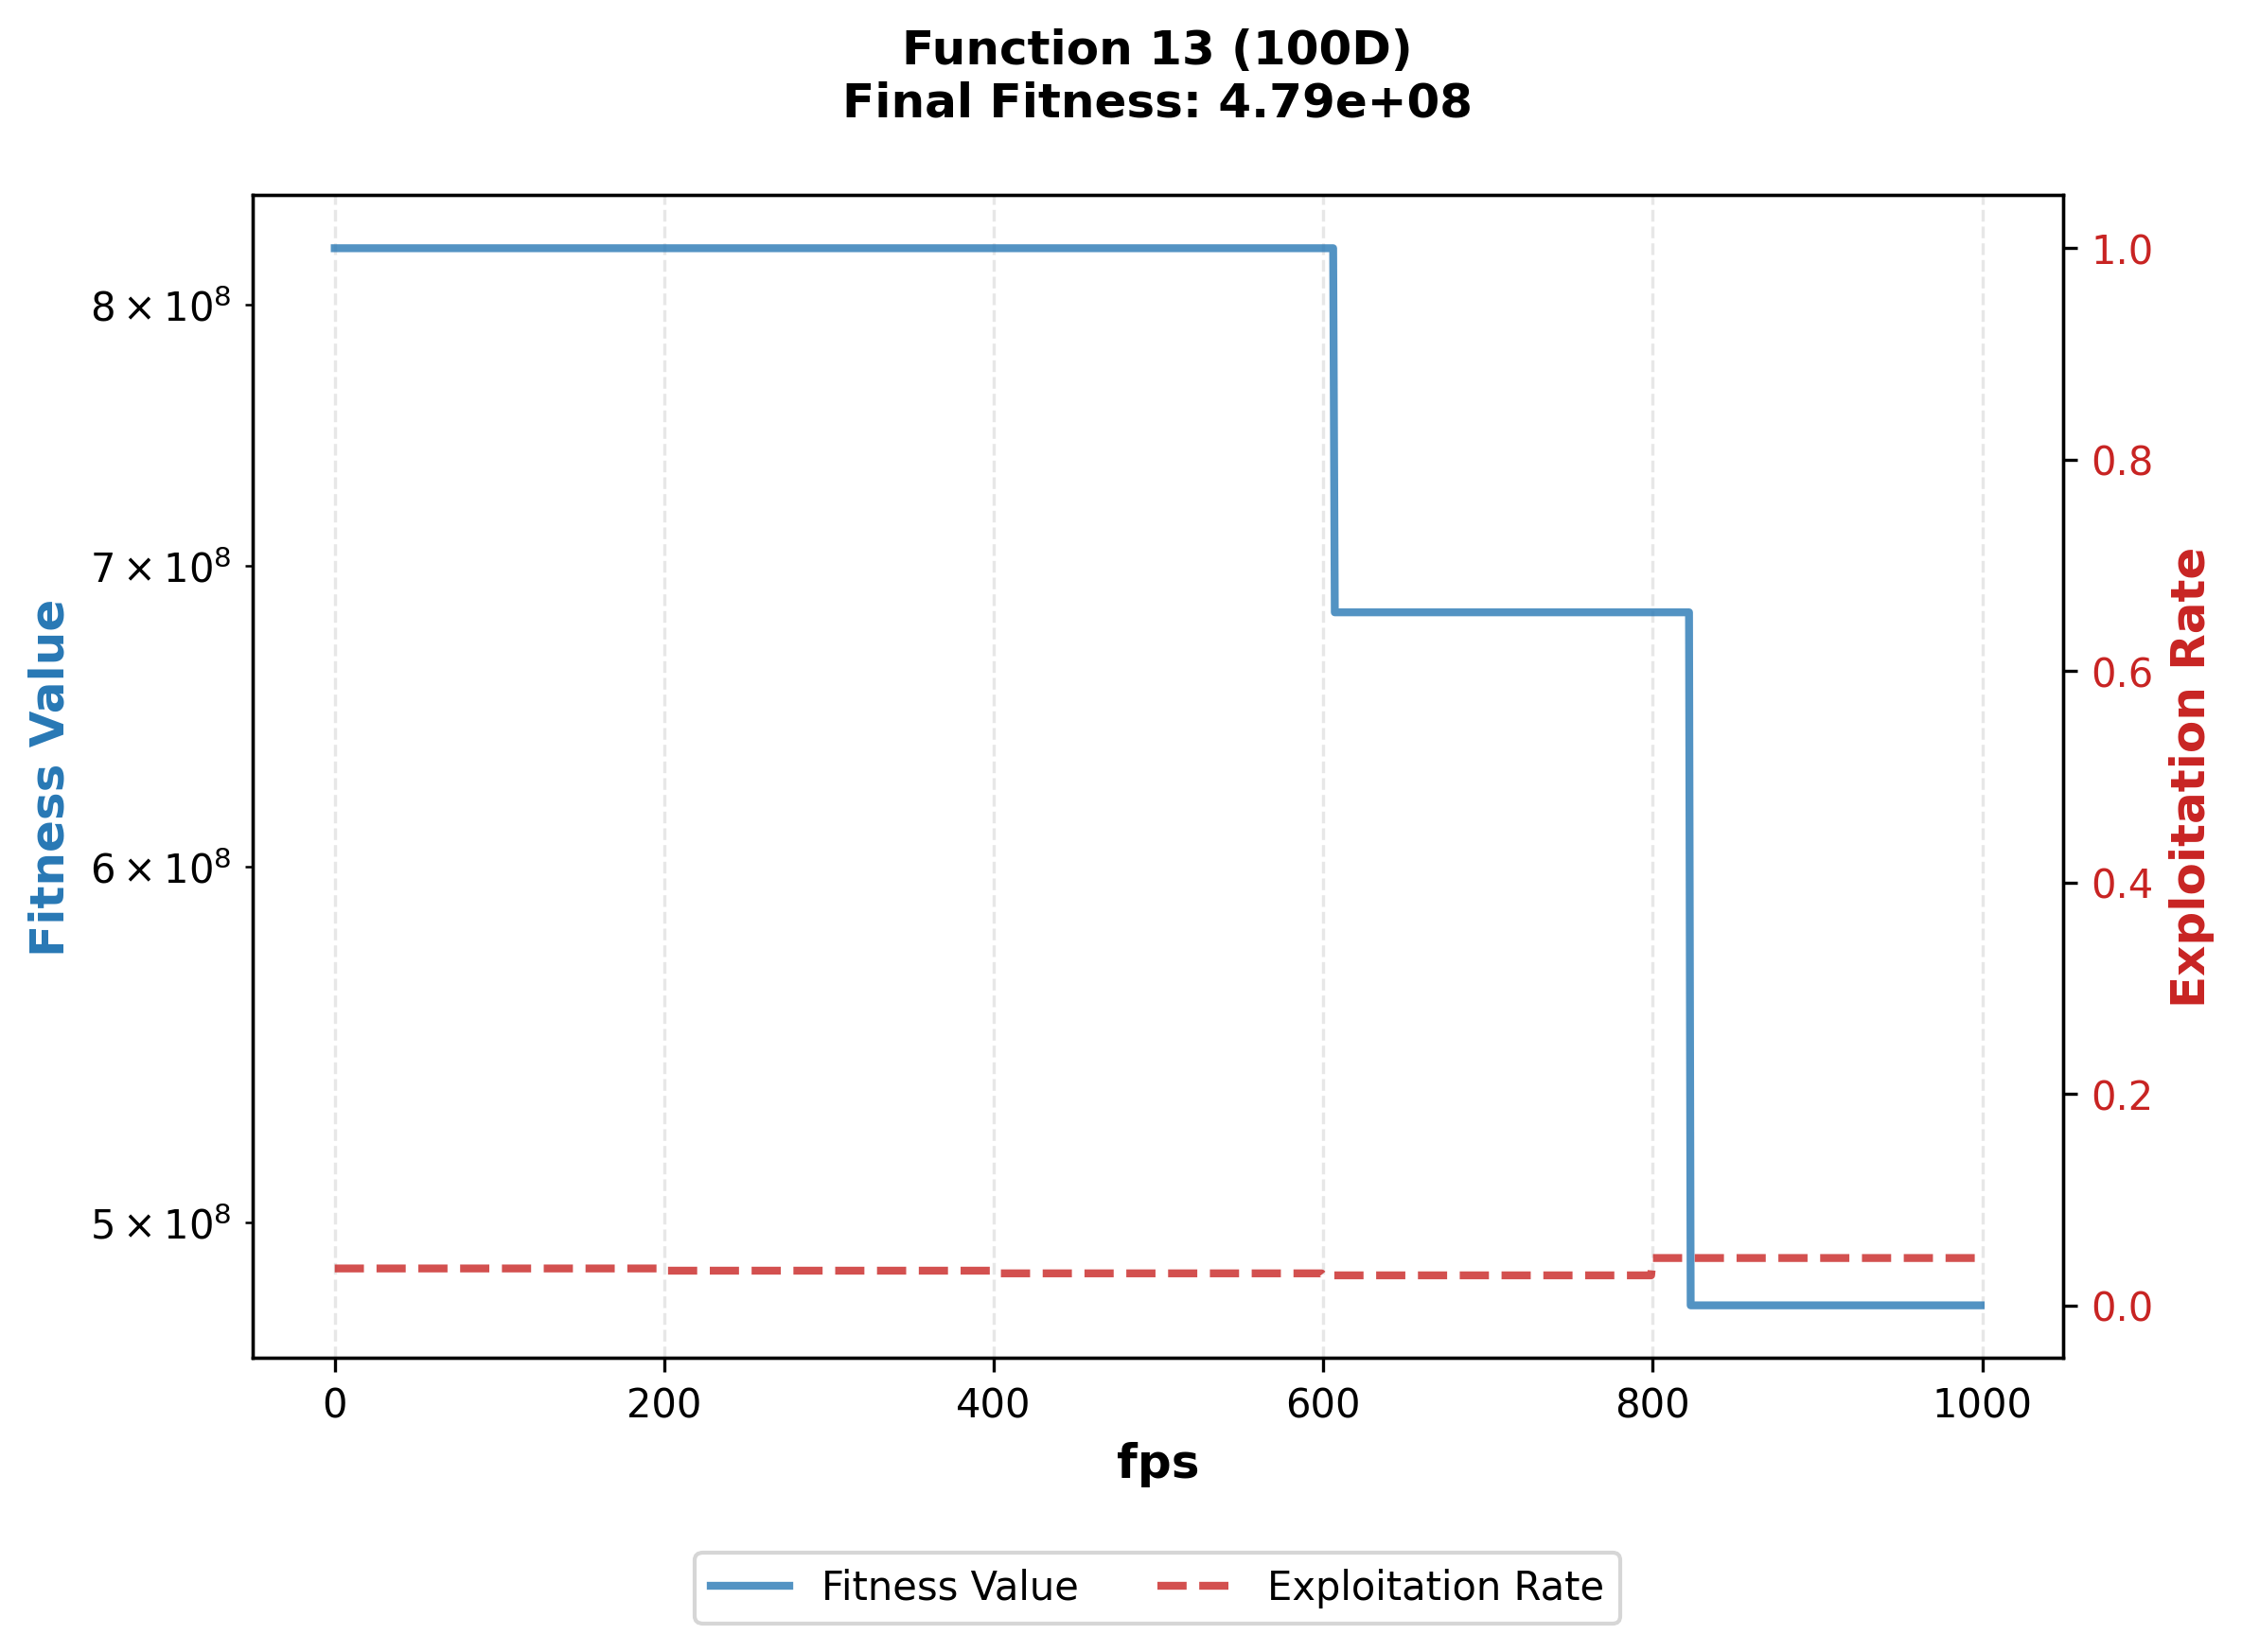 Function 13 (100D)
Final Fitness: 4.79e+08
Fitness Value
8 × 10⁸
7 × 10⁸
6 × 10⁸
5 × 10⁸
1.0
0.8
0.6
0.4
0.2
0.0
Exploitation Rate
0 200 400 600 800 1000
fps
Fitness Value Exploitation Rate